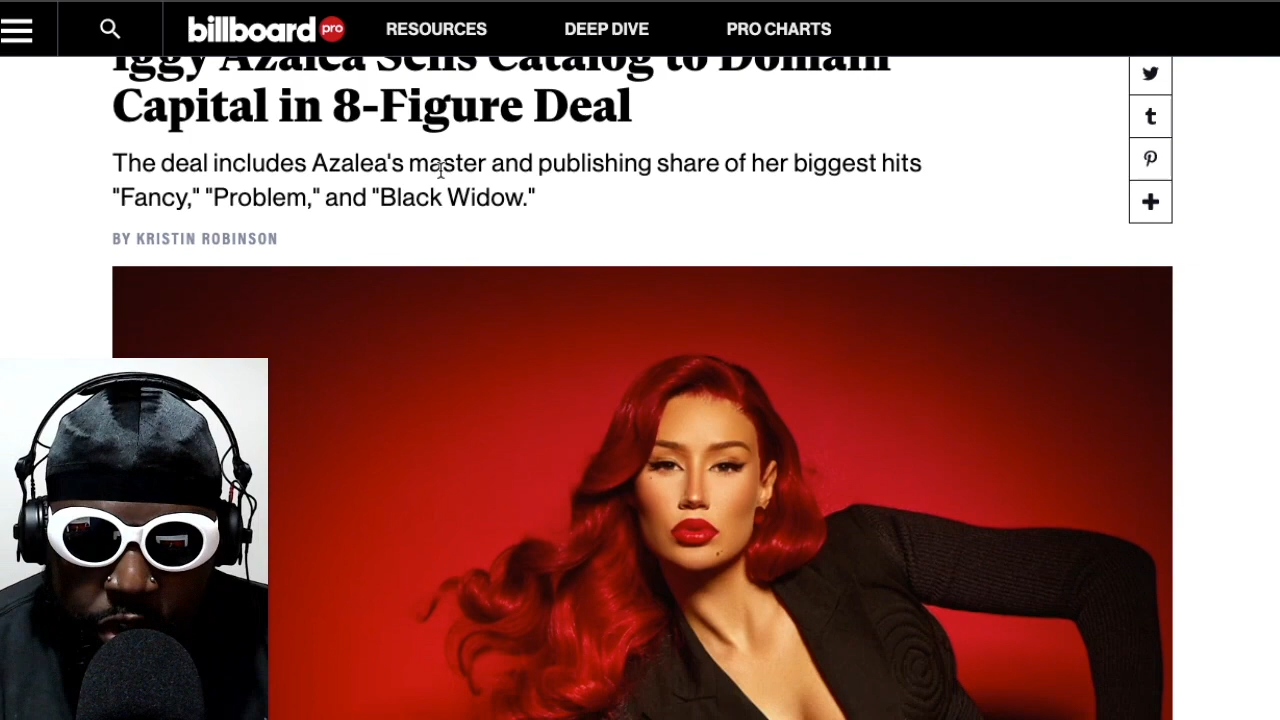 billboard pro RESOURCES DEEP DIVE PRO CHARTS
Iggy Azalea Sells Catalog to Domain
Capital in 8-Figure Deal
The deal includes Azalea's master and publishing share of her biggest hits
"Fancy," "Problem," and "Black Widow."
BY KRISTIN ROBINSON